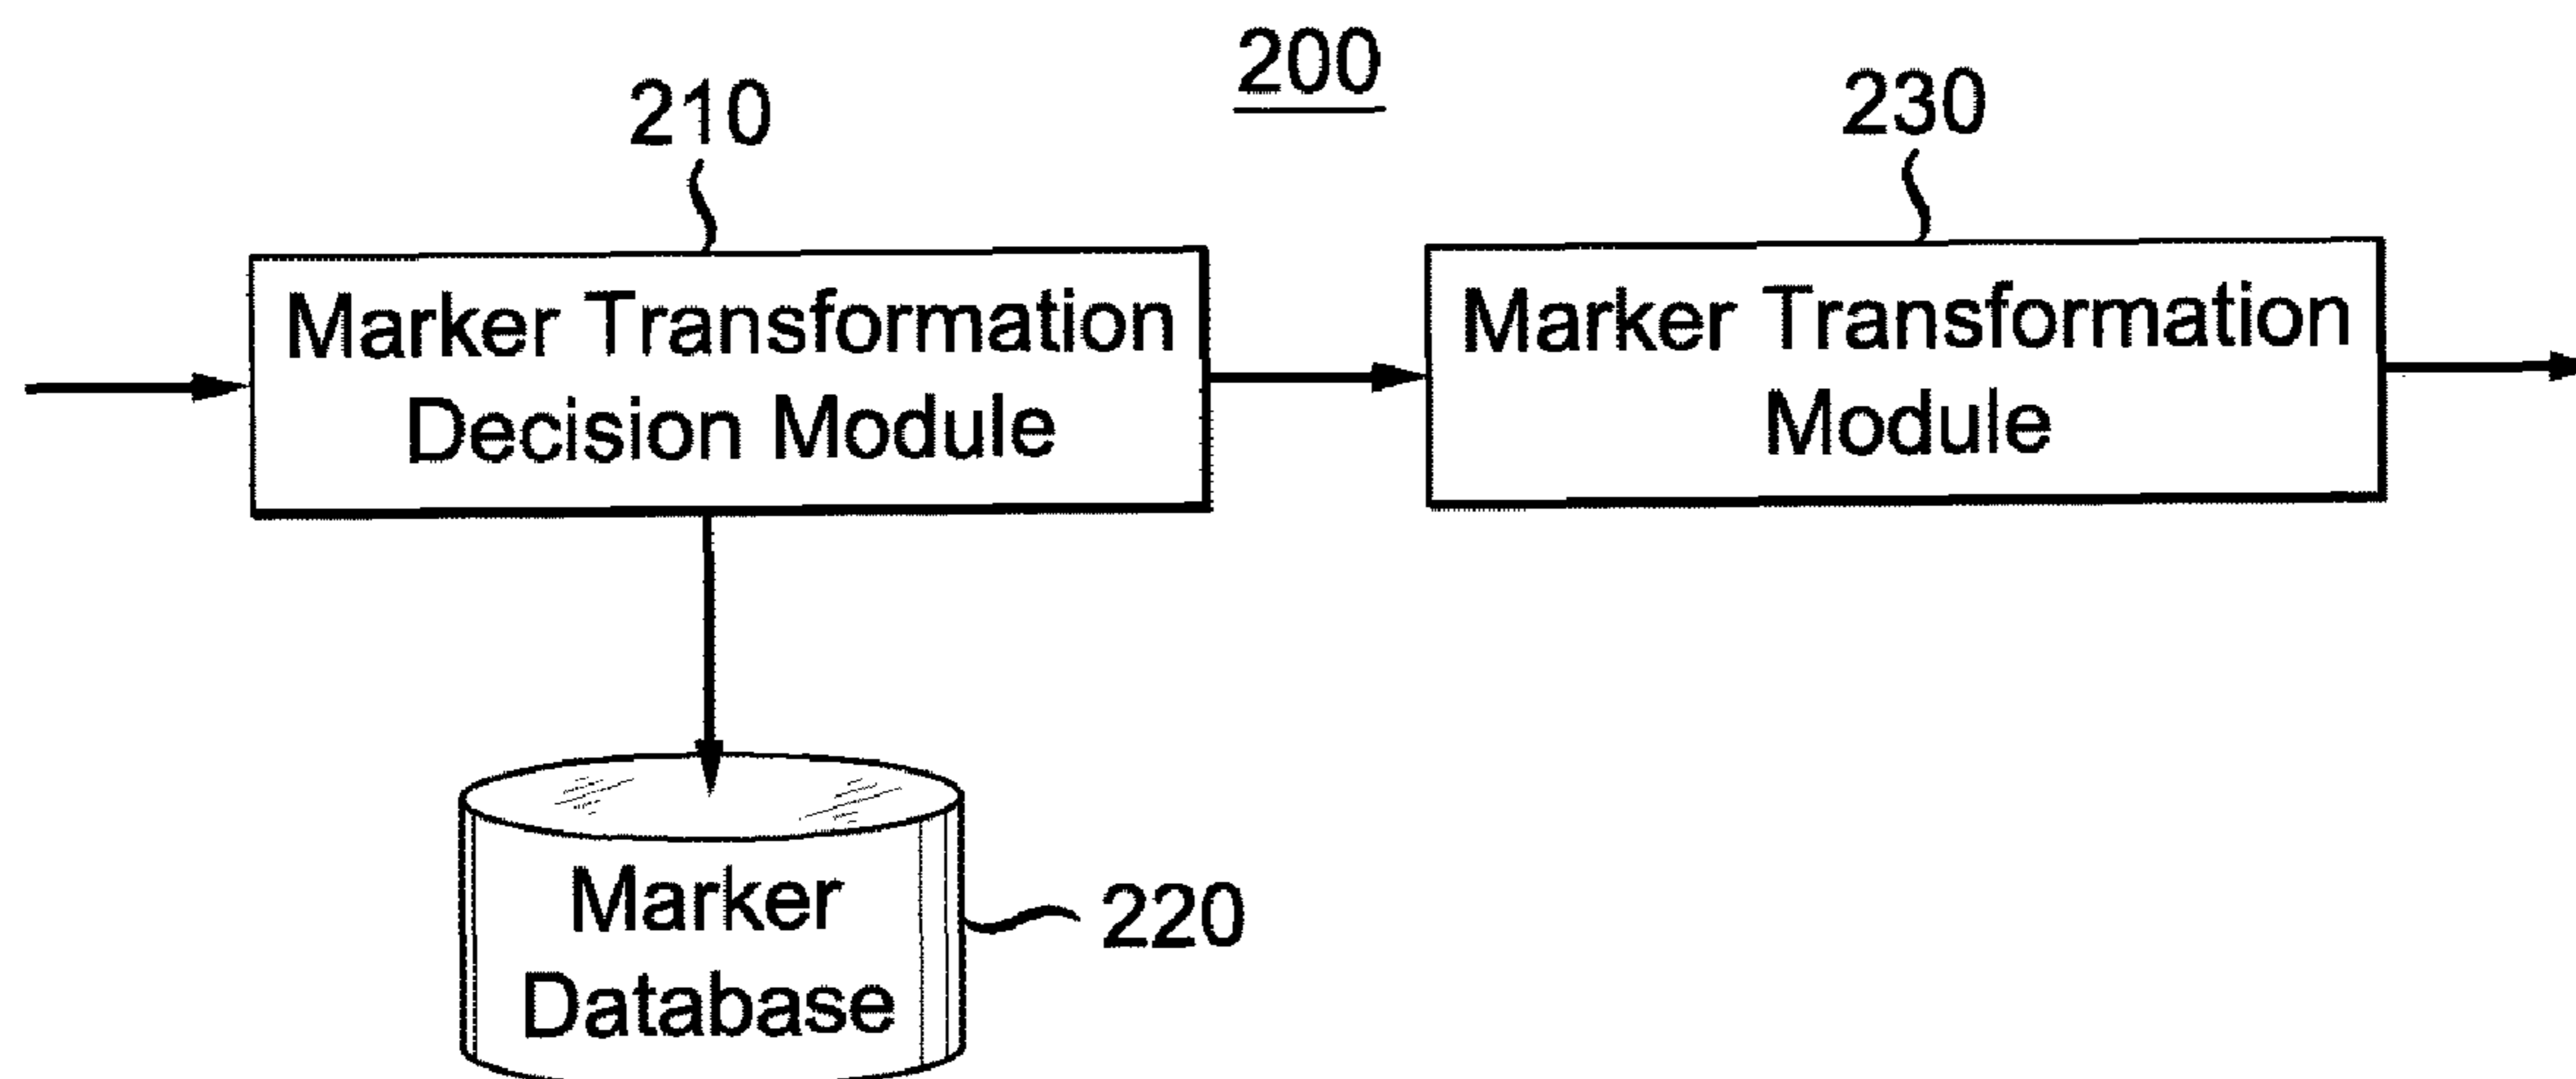 200
210
230
Marker Transformation
Decision Module
Marker Transformation
Module
Marker
Database
220